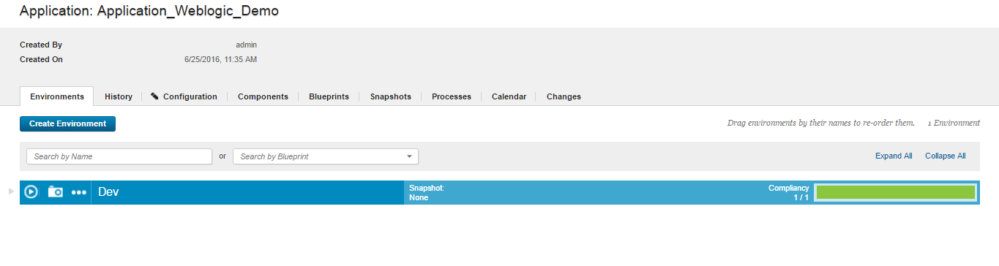 Application: Application_Weblogic_Demo
Created By admin
Created On 6/25/2016, 11:35 AM
Environments History Configuration Components Blueprints Snapshots Processes Calendar Changes
Create Environment Drag environments by their names to re-order them. 1 Environment
Search by Name or Search by Blueprint Expand All Collapse All
Dev Snapshot: Compliancy
None 1 / 1